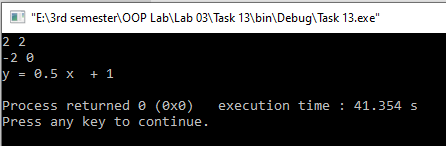 "E:\3rd semester\OOP Lab\Lab 03\Task 13\bin\Debug\Task 13.exe"
2 2
-2 0
y = 0.5 x  + 1
Process returned 0 (0x0)   execution time : 41.354 s
Press any key to continue.